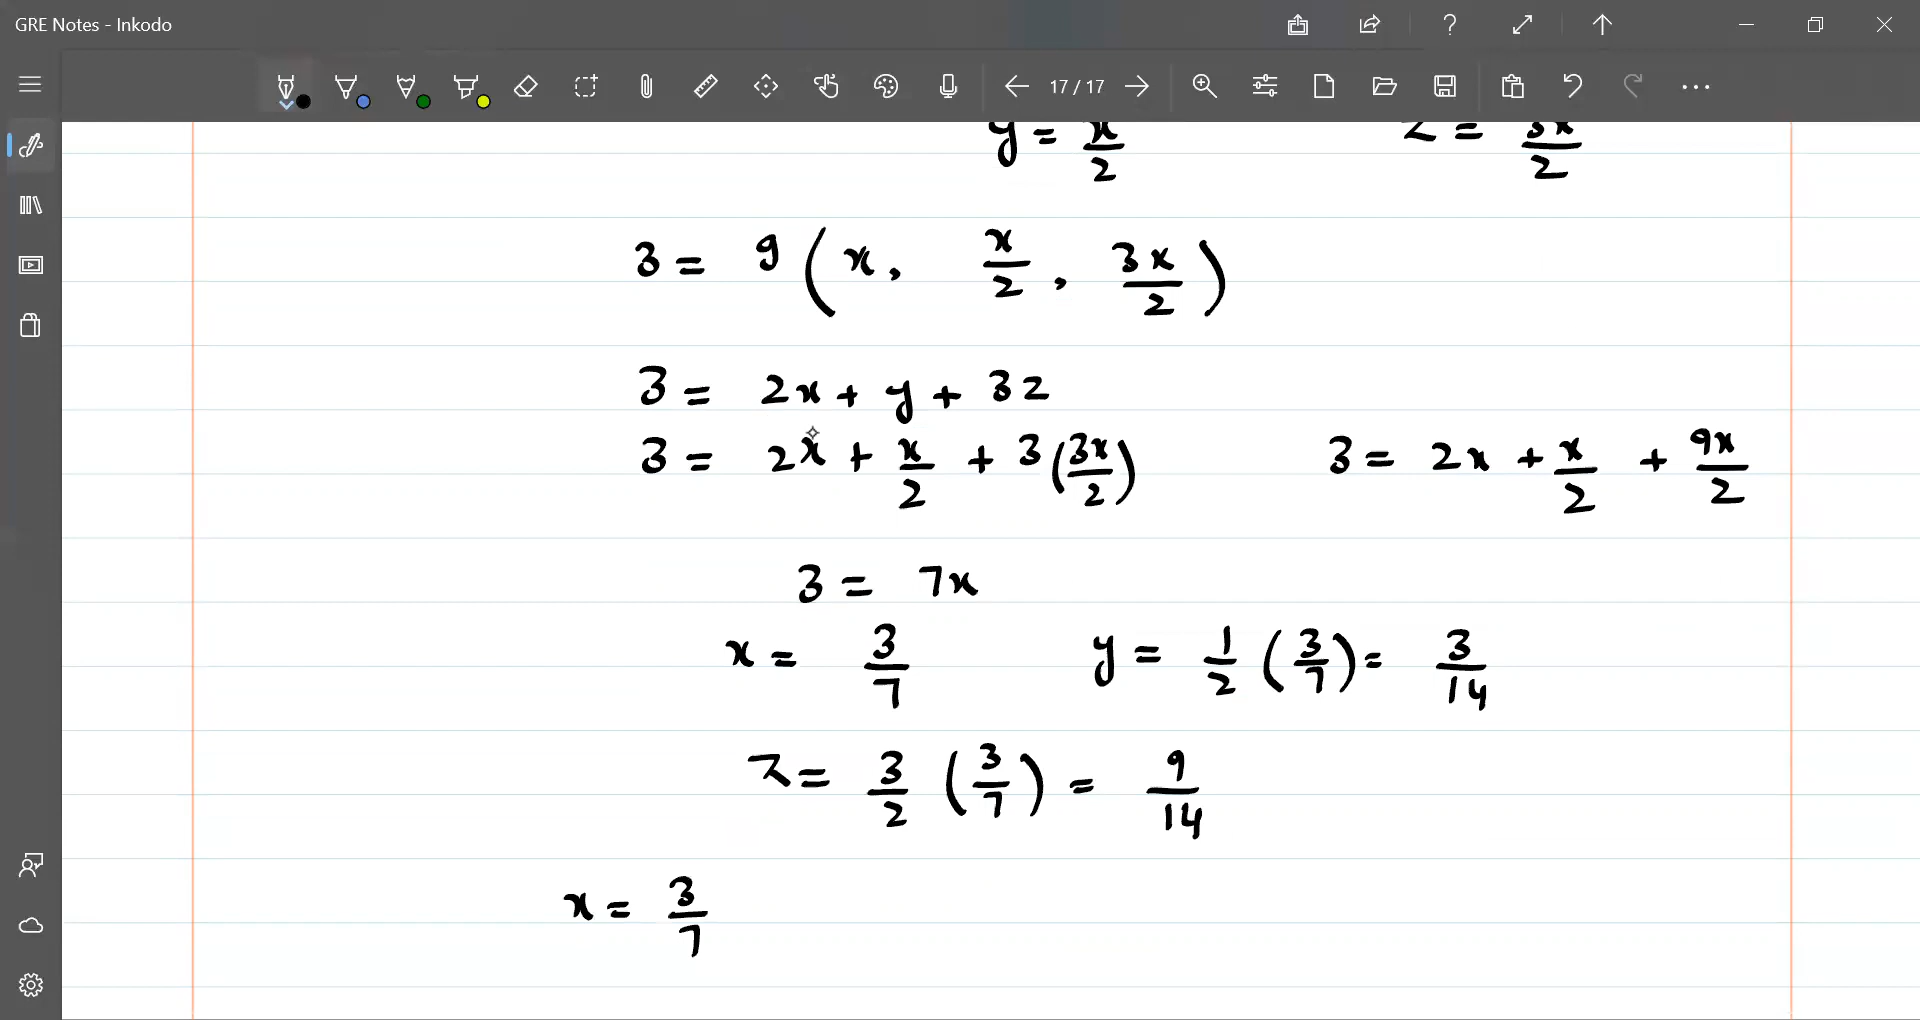 GRE Notes - Inkodo
17 / 17
y = x/2    z = 3x/2
3 = g ( x, x/2, 3x/2 )
3 = 2x + y + 3z
3 = 2x + x/2 + 3 (3x/2)    3 = 2x + x/2 + 9x/2
3 = 7x
x = 3/7    y = 1/2 (3/7) = 3/14
z = 3/2 (3/7) = 9/14
x = 3/7